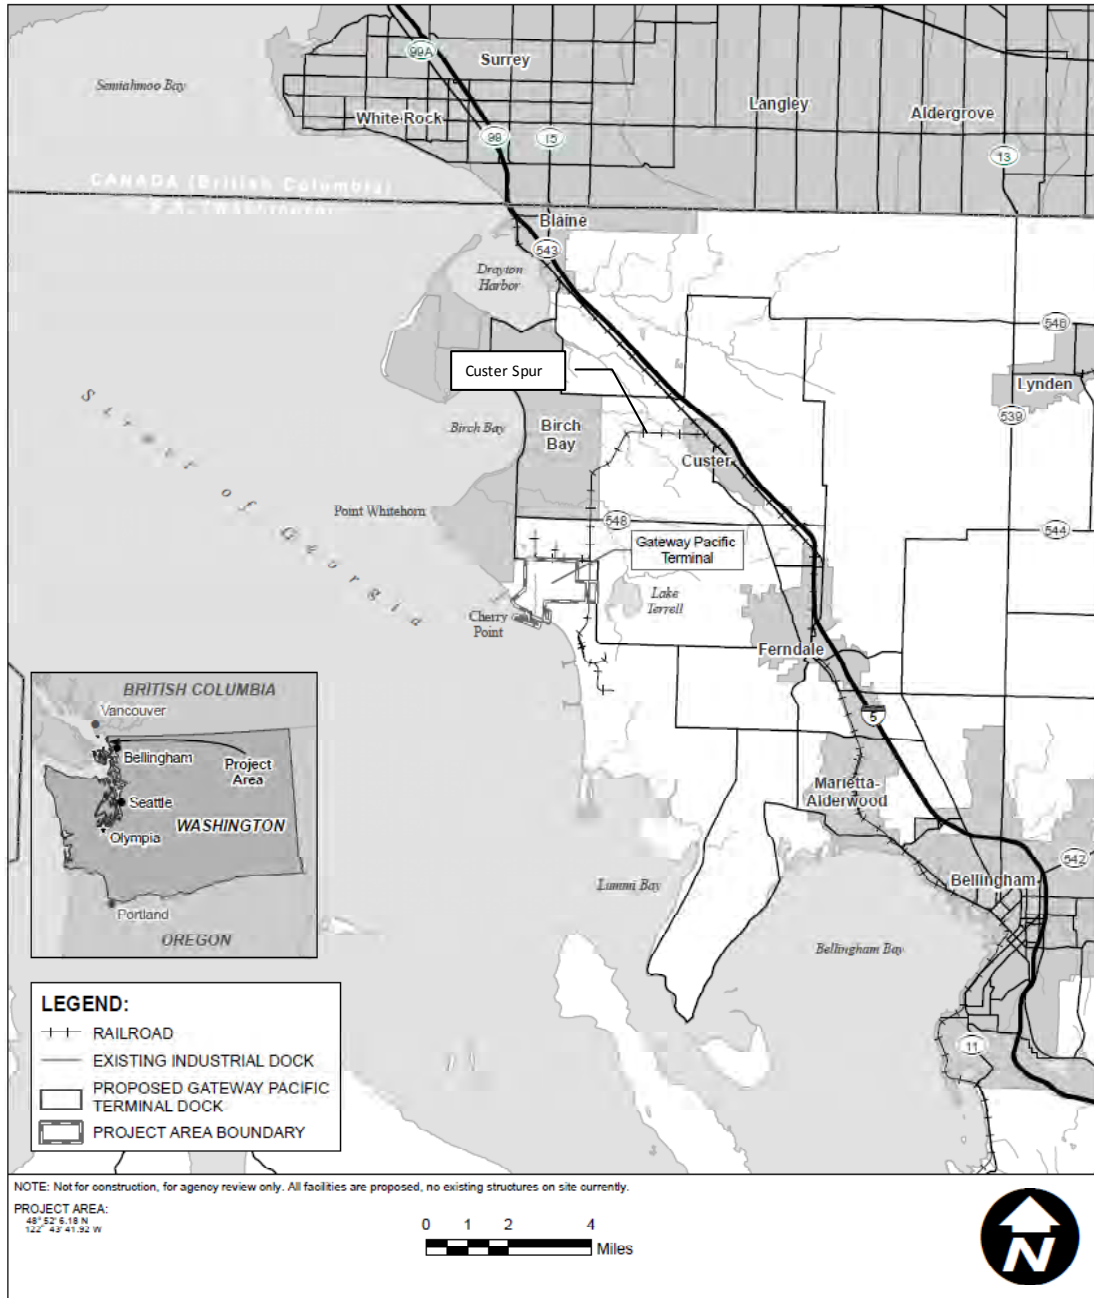 99A
Surrey
Semiahmoo Bay
Langley
Aldergrove
White Rock
99
15
13
CANADA (British Columbia)
Blaine
543
Drayton
Harbor
548
Custer Spur
Lynden
539
Birch Bay
Birch
Bay
Custer
Strait of Georgia
Point Whitehorn
548
544
Gateway Pacific
Terminal
Lake
Terrell
Cherry
Point
Ferndale
5
BRITISH COLUMBIA
Vancouver
Bellingham
Project
Area
Seattle
WASHINGTON
Olympia
Portland
OREGON
Marietta-
Alderwood
542
Bellingham
Lummi Bay
Bellingham Bay
11
LEGEND:
RAILROAD
EXISTING INDUSTRIAL DOCK
PROPOSED GATEWAY PACIFIC
TERMINAL DOCK
PROJECT AREA BOUNDARY
NOTE: Not for construction, for agency review only. All facilities are proposed, no existing structures on site currently.
PROJECT AREA:
48° 52' 6.18 N
122° 43' 41.92 W
0 1 2 4
Miles
N